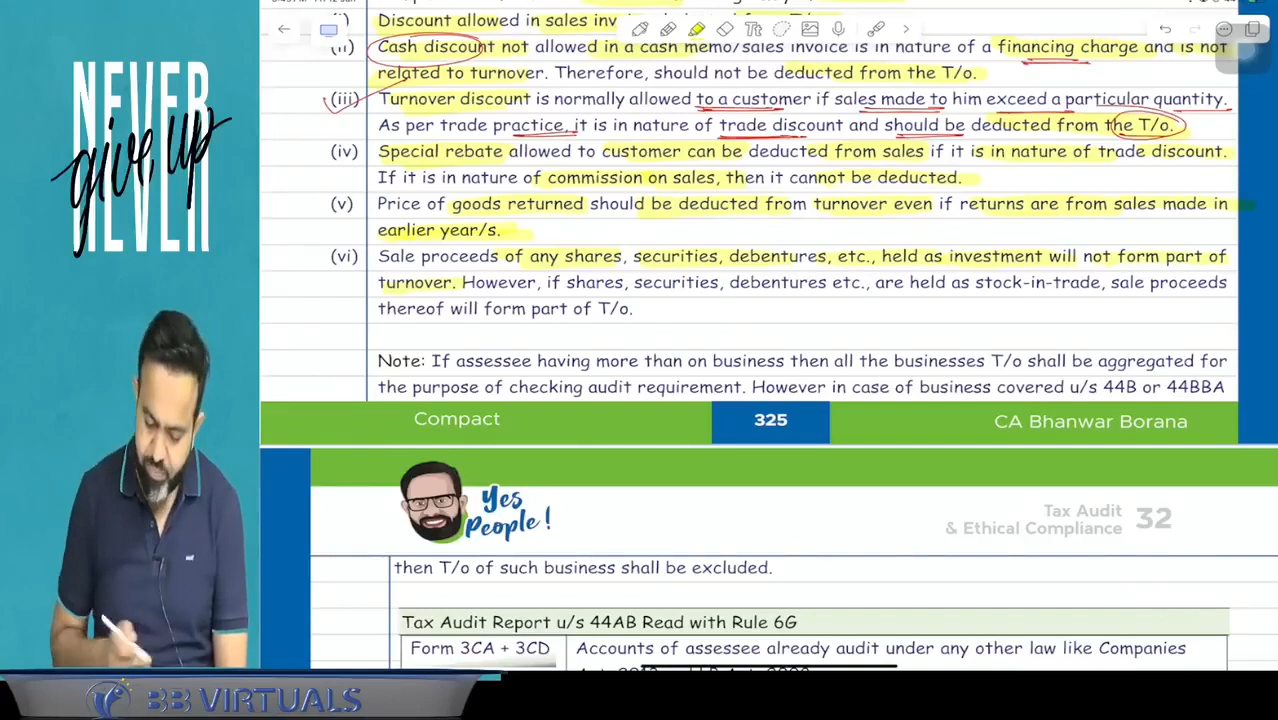 NEVER
give up
NEVER
Discount allowed in sales
(ii) Cash discount not allowed in a cash memo/sales invoice is in nature of a financing charge and is not
related to turnover. Therefore, should not be deducted from the T/o.
(iii) Turnover discount is normally allowed to a customer if sales made to him exceed a particular quantity.
As per trade practice, it is in nature of trade discount and should be deducted from the T/o.
(iv) Special rebate allowed to customer can be deducted from sales if it is in nature of trade discount.
If it is in nature of commission on sales, then it cannot be deducted.
(v) Price of goods returned should be deducted from turnover even if returns are from sales made in
earlier year/s.
(vi) Sale proceeds of any shares, securities, debentures, etc., held as investment will not form part of
turnover. However, if shares, securities, debentures etc., are held as stock-in-trade, sale proceeds
thereof will form part of T/o.
Note: If assessee having more than on business then all the businesses T/o shall be aggregated for
the purpose of checking audit requirement. However in case of business covered u/s 44B or 44BBA
Compact 325 CA Bhanwar Borana
Yes
People !
Tax Audit
& Ethical Compliance 32
then T/o of such business shall be excluded.
Tax Audit Report u/s 44AB Read with Rule 6G
Form 3CA + 3CD Accounts of assessee already audit under any other law like Companies
BB VIRTUALS